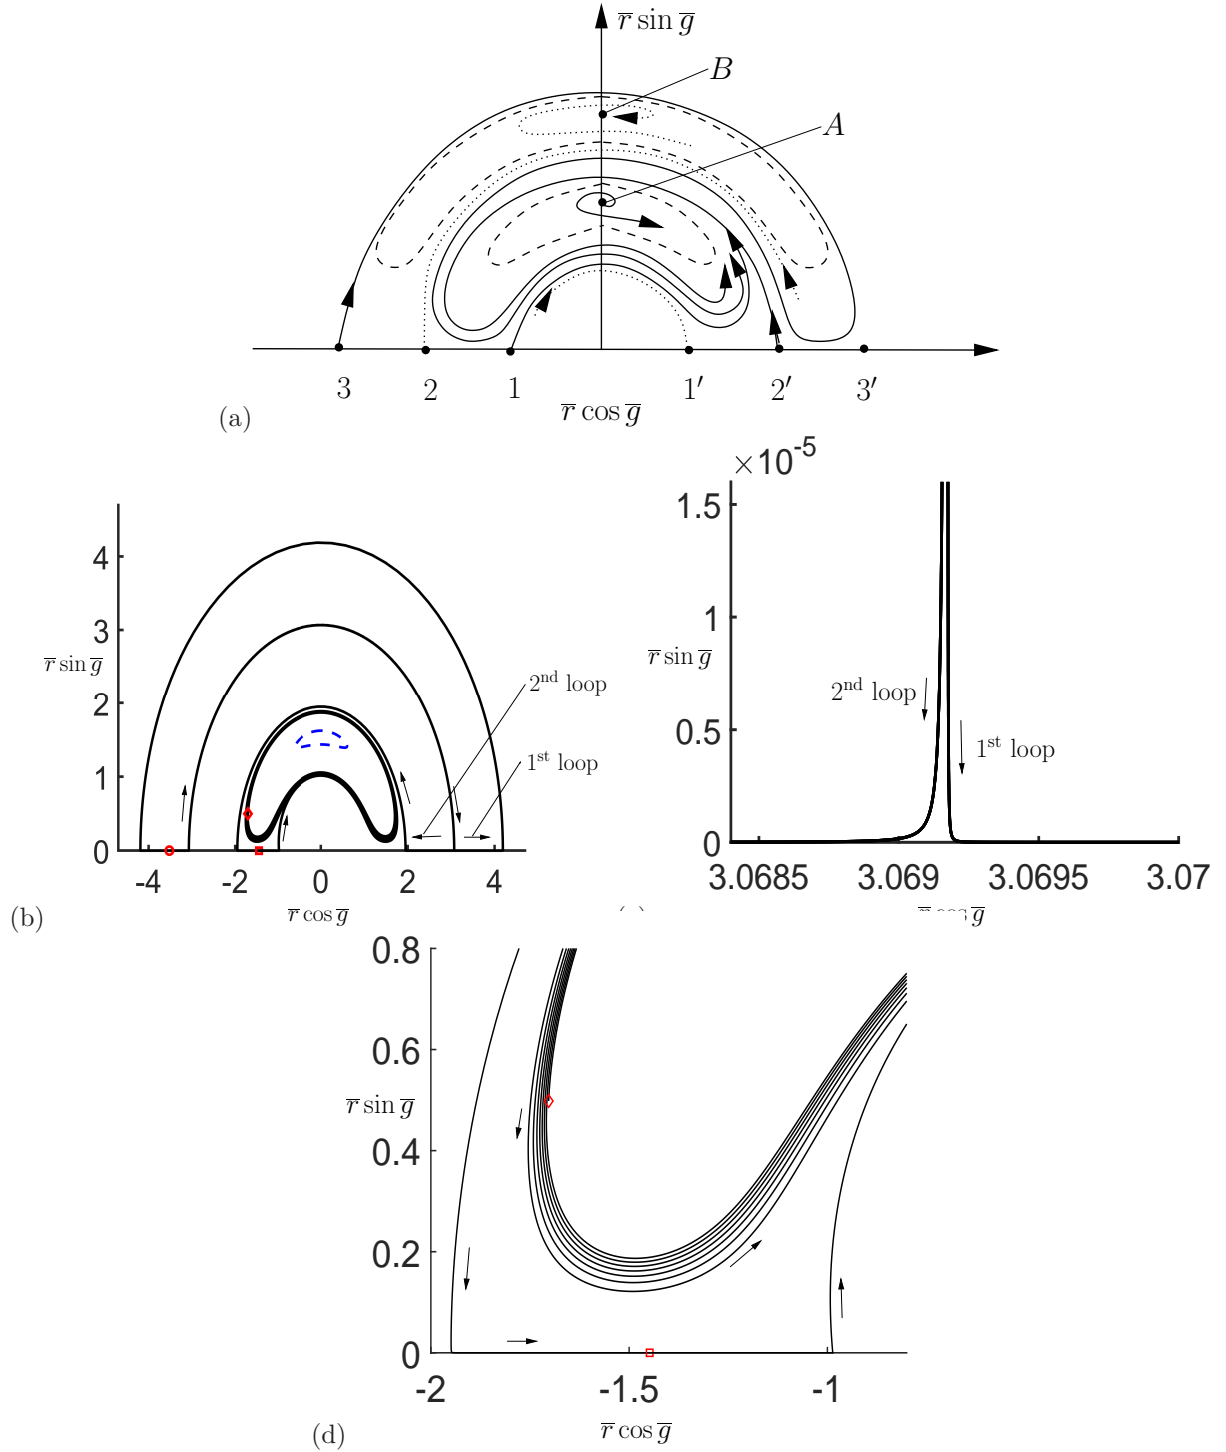 r̅ sin g̅
B
A
3 2 1 1′ 2′ 3′
r̅ cos g̅
(a)
×10⁻⁵
4
3
2
1
0
r̅ sin g̅
2nd loop
1st loop
-4 -2 0 2 4
r̅ cos g̅
(b)
1.5
1
0.5
0
r̅ sin g̅
2nd loop
1st loop
3.0685 3.069 3.0695 3.07
r̅ cos g̅
0.8
0.6
0.4
0.2
0
r̅ sin g̅
-2 -1.5 -1
r̅ cos g̅
(d)